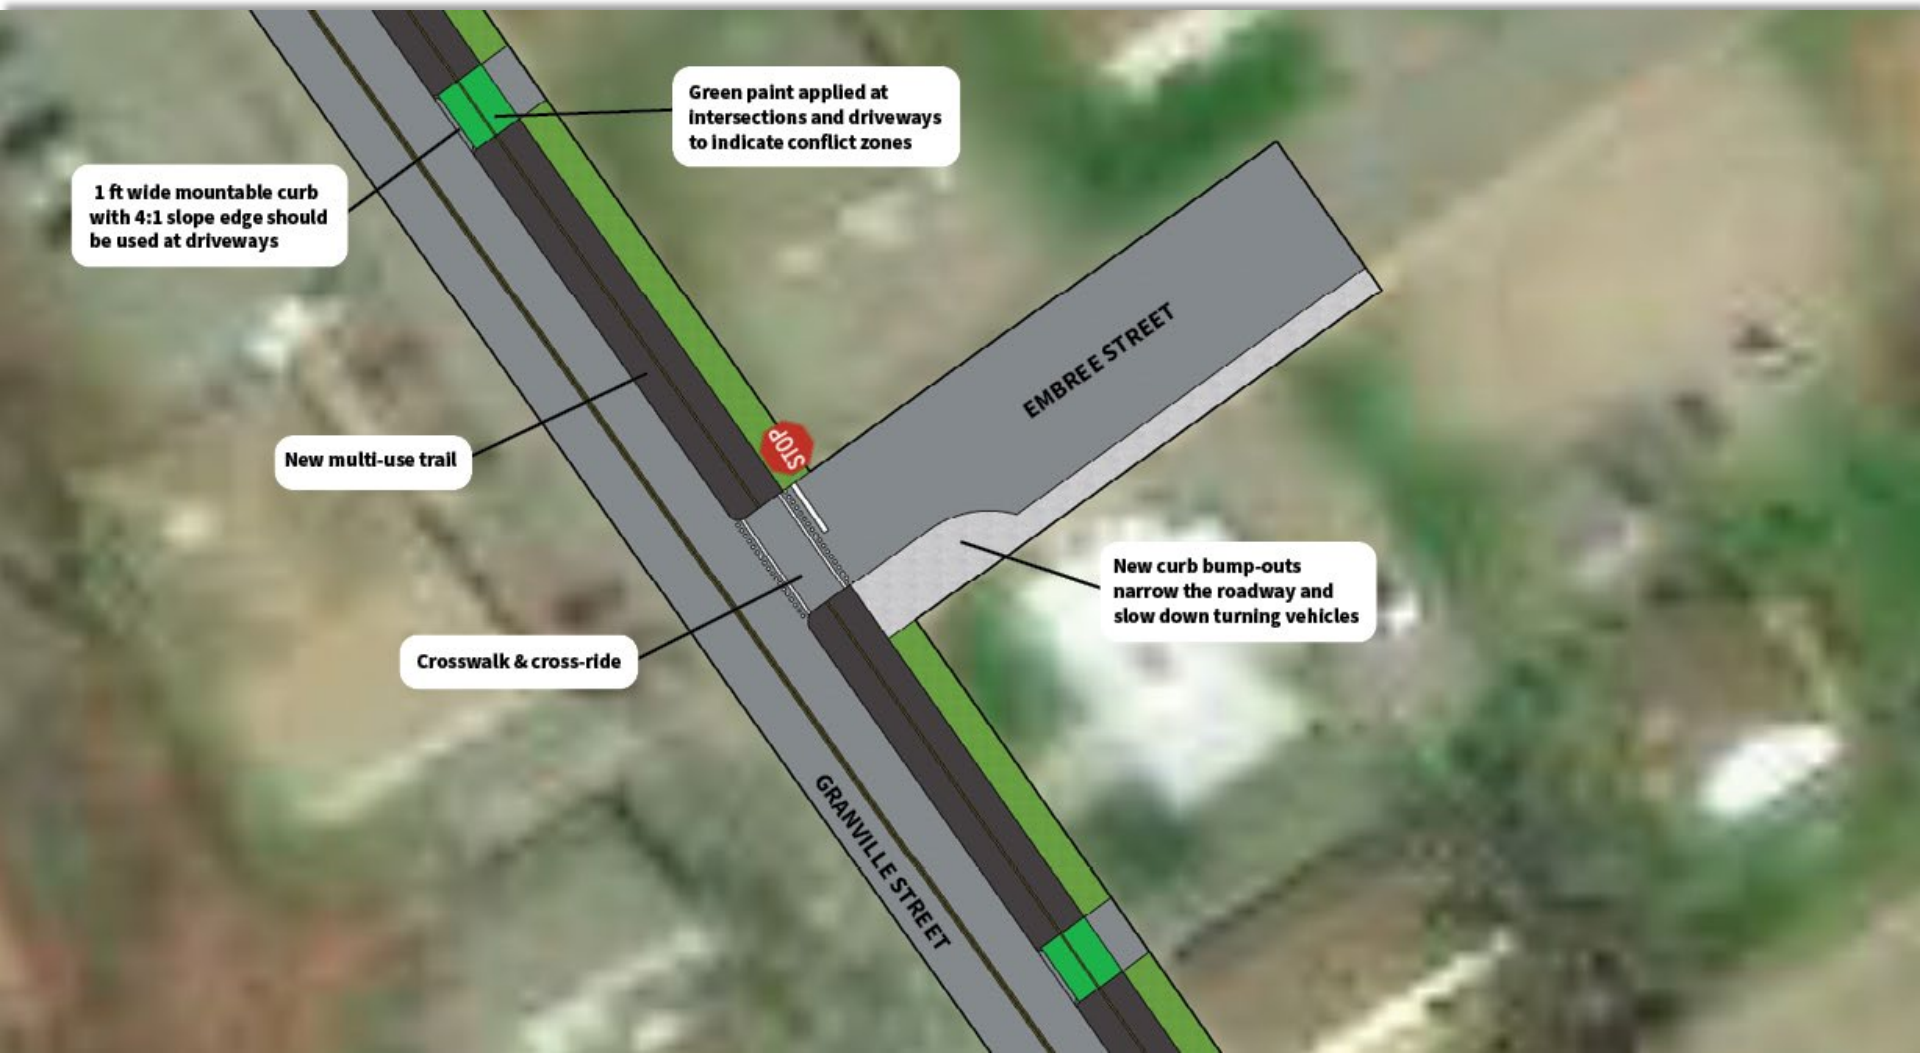 Green paint applied at
intersections and driveways
to indicate conflict zones
1 ft wide mountable curb
with 4:1 slope edge should
be used at driveways
EMBREE STREET
STOP
New multi-use trail
New curb bump-outs
narrow the roadway and
slow down turning vehicles
Crosswalk & cross-ride
GRANVILLE STREET